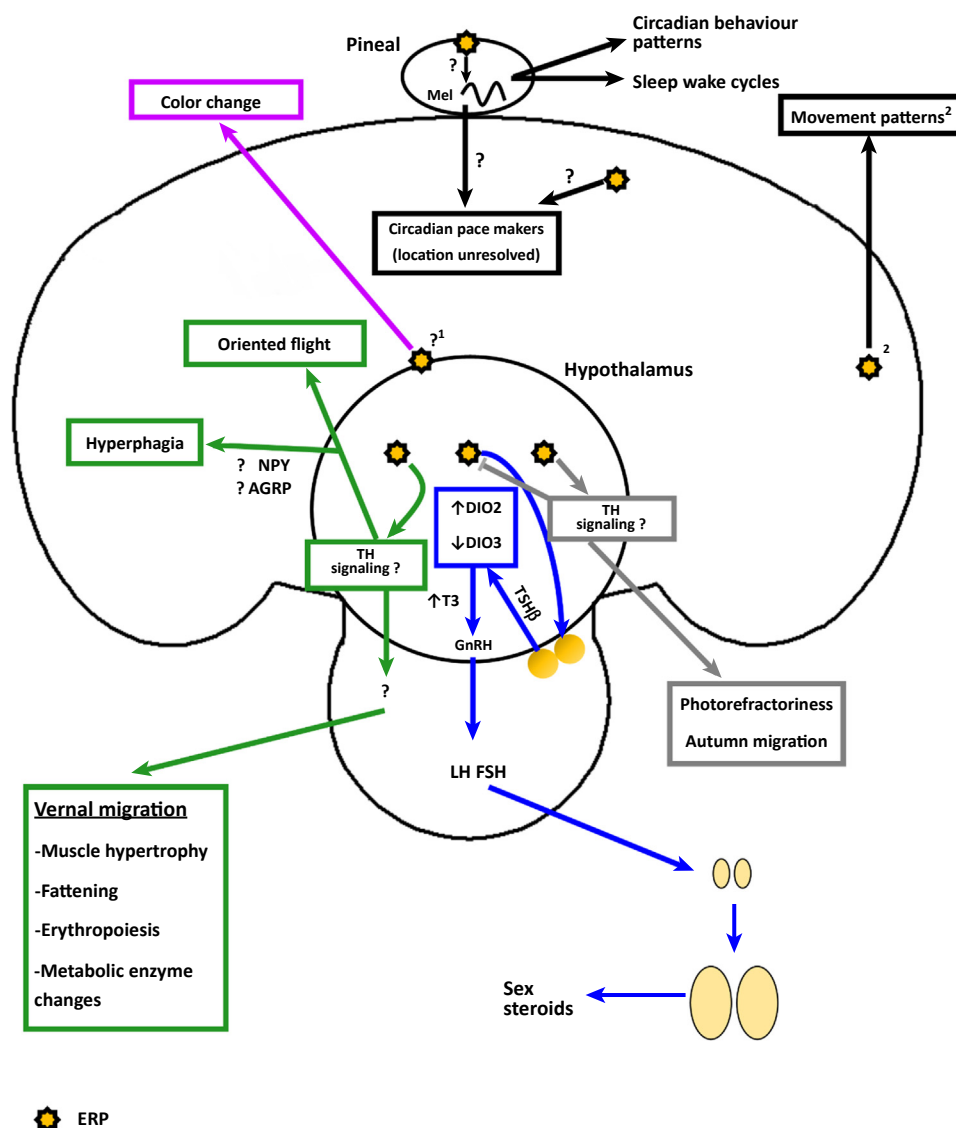 Circadian behaviour
patterns
Pineal
?
Mel
Sleep wake cycles
Color change
Movement patterns²
?
?
Circadian pace makers
(location unresolved)
?¹
Oriented flight
Hypothalamus
2
Hyperphagia
? NPY
? AGRP
↑DIO2
↓DIO3
TH
signaling ?
TH
signaling ?
↑T3
TSHβ
GnRH
?
Photorefractoriness
Autumn migration
LH FSH
Vernal migration
-Muscle hypertrophy
-Fattening
-Erythropoiesis
-Metabolic enzyme
changes
Sex
steroids
ERP